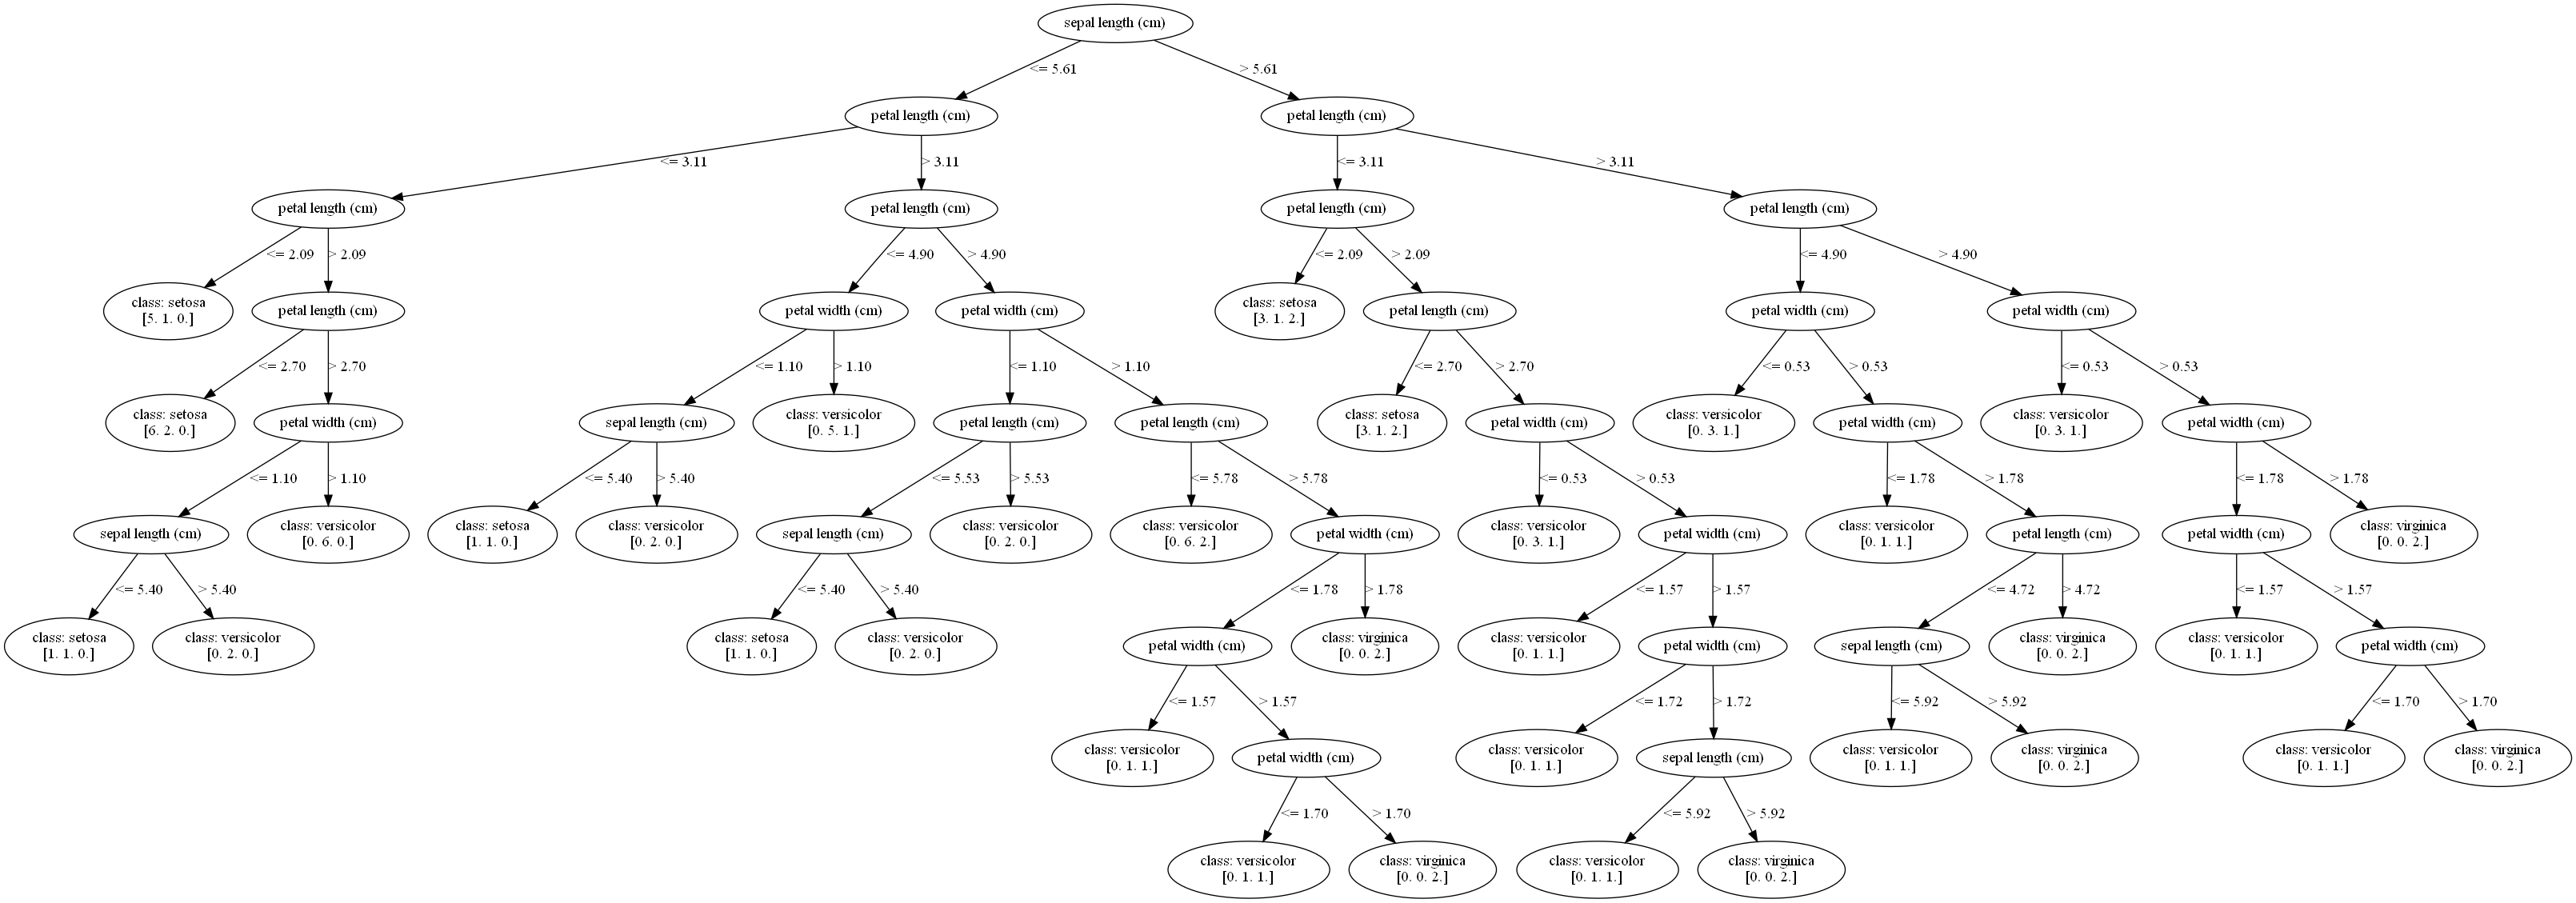 sepal length (cm)
<= 5.61
> 5.61
petal length (cm)
petal length (cm)
<= 3.11
> 3.11
<= 3.11
> 3.11
petal length (cm)
petal length (cm)
petal length (cm)
petal length (cm)
<= 2.09
> 2.09
<= 4.90
> 4.90
<= 2.09
> 2.09
<= 4.90
> 4.90
class: setosa
[5. 1. 0.]
petal length (cm)
petal width (cm)
petal width (cm)
class: setosa
[3. 1. 2.]
petal length (cm)
petal width (cm)
petal width (cm)
<= 2.70
> 2.70
<= 1.10
> 1.10
<= 1.10
> 1.10
<= 2.70
> 2.70
<= 0.53
> 0.53
<= 0.53
> 0.53
class: setosa
[6. 2. 0.]
petal width (cm)
sepal length (cm)
class: versicolor
[0. 5. 1.]
petal length (cm)
petal length (cm)
class: setosa
[3. 1. 2.]
petal width (cm)
class: versicolor
[0. 3. 1.]
petal width (cm)
class: versicolor
[0. 3. 1.]
petal width (cm)
<= 1.10
> 1.10
<= 5.40
> 5.40
<= 5.53
> 5.53
<= 5.78
> 5.78
<= 0.53
> 0.53
<= 1.78
> 1.78
<= 1.78
> 1.78
sepal length (cm)
class: versicolor
[0. 6. 0.]
class: setosa
[1. 1. 0.]
class: versicolor
[0. 2. 0.]
sepal length (cm)
class: versicolor
[0. 2. 0.]
class: versicolor
[0. 6. 2.]
petal width (cm)
class: versicolor
[0. 3. 1.]
petal width (cm)
class: versicolor
[0. 1. 1.]
petal length (cm)
petal width (cm)
class: virginica
[0. 0. 2.]
<= 5.40
> 5.40
<= 5.40
> 5.40
<= 1.78
> 1.78
<= 1.57
> 1.57
<= 4.72
> 4.72
<= 1.57
> 1.57
class: setosa
[1. 1. 0.]
class: versicolor
[0. 2. 0.]
class: setosa
[1. 1. 0.]
class: versicolor
[0. 2. 0.]
petal width (cm)
class: virginica
[0. 0. 2.]
class: versicolor
[0. 1. 1.]
petal width (cm)
sepal length (cm)
class: virginica
[0. 0. 2.]
class: versicolor
[0. 1. 1.]
petal width (cm)
<= 1.57
> 1.57
<= 1.72
> 1.72
<= 5.92
> 5.92
<= 1.70
> 1.70
class: versicolor
[0. 1. 1.]
petal width (cm)
class: versicolor
[0. 1. 1.]
sepal length (cm)
class: versicolor
[0. 1. 1.]
class: virginica
[0. 0. 2.]
class: versicolor
[0. 1. 1.]
class: virginica
[0. 0. 2.]
<= 1.70
> 1.70
<= 5.92
> 5.92
class: versicolor
[0. 1. 1.]
class: virginica
[0. 0. 2.]
class: versicolor
[0. 1. 1.]
class: virginica
[0. 0. 2.]